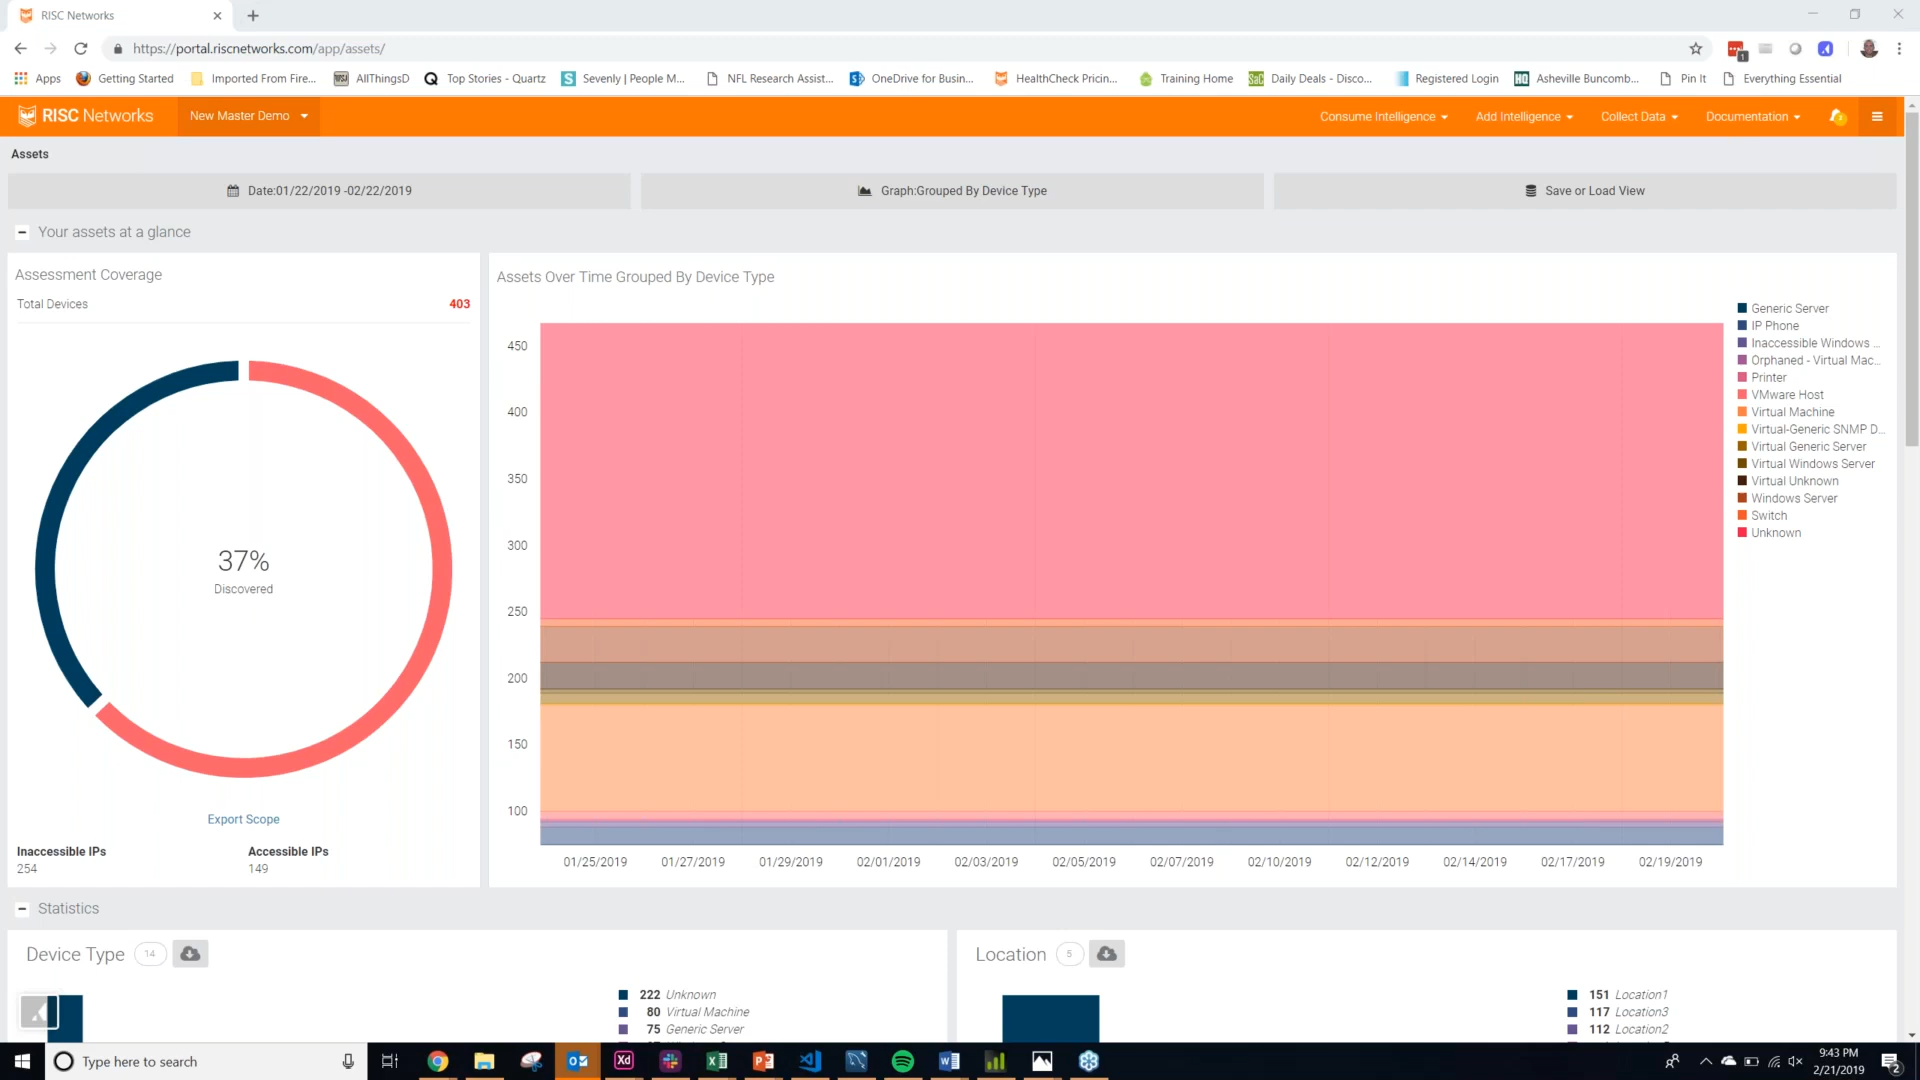 RISC Networks
https://portal.riscnetworks.com/app/assets/
1
Apps Getting Started Imported From Fire... AllThingsD Top Stories - Quartz Sevenly | People M... NFL Research Assist... OneDrive for Busin... HealthCheck Pricin... Training Home Daily Deals - Disco... Registered Login Asheville Buncomb... Pin It Everything Essential
RISC Networks New Master Demo Consume Intelligence Add Intelligence Collect Data Documentation
Assets
Date:01/22/2019 -02/22/2019 Graph:Grouped By Device Type Save or Load View
Your assets at a glance
Assessment Coverage
Total Devices 403
37%
Discovered
Export Scope
Inaccessible IPs Accessible IPs
254 149
Assets Over Time Grouped By Device Type
450
400
350
300
250
200
150
100
01/25/2019 01/27/2019 01/29/2019 02/01/2019 02/03/2019 02/05/2019 02/07/2019 02/10/2019 02/12/2019 02/14/2019 02/17/2019 02/19/2019
Generic Server
IP Phone
Inaccessible Windows ...
Orphaned - Virtual Mac...
Printer
VMware Host
Virtual Machine
Virtual-Generic SNMP D...
Virtual Generic Server
Virtual Windows Server
Virtual Unknown
Windows Server
Switch
Unknown
Statistics
Device Type 14
222 Unknown
80 Virtual Machine
75 Generic Server
Location 5
151 Location1
117 Location3
112 Location2
Type here to search
9:43 PM
2/21/2019
2